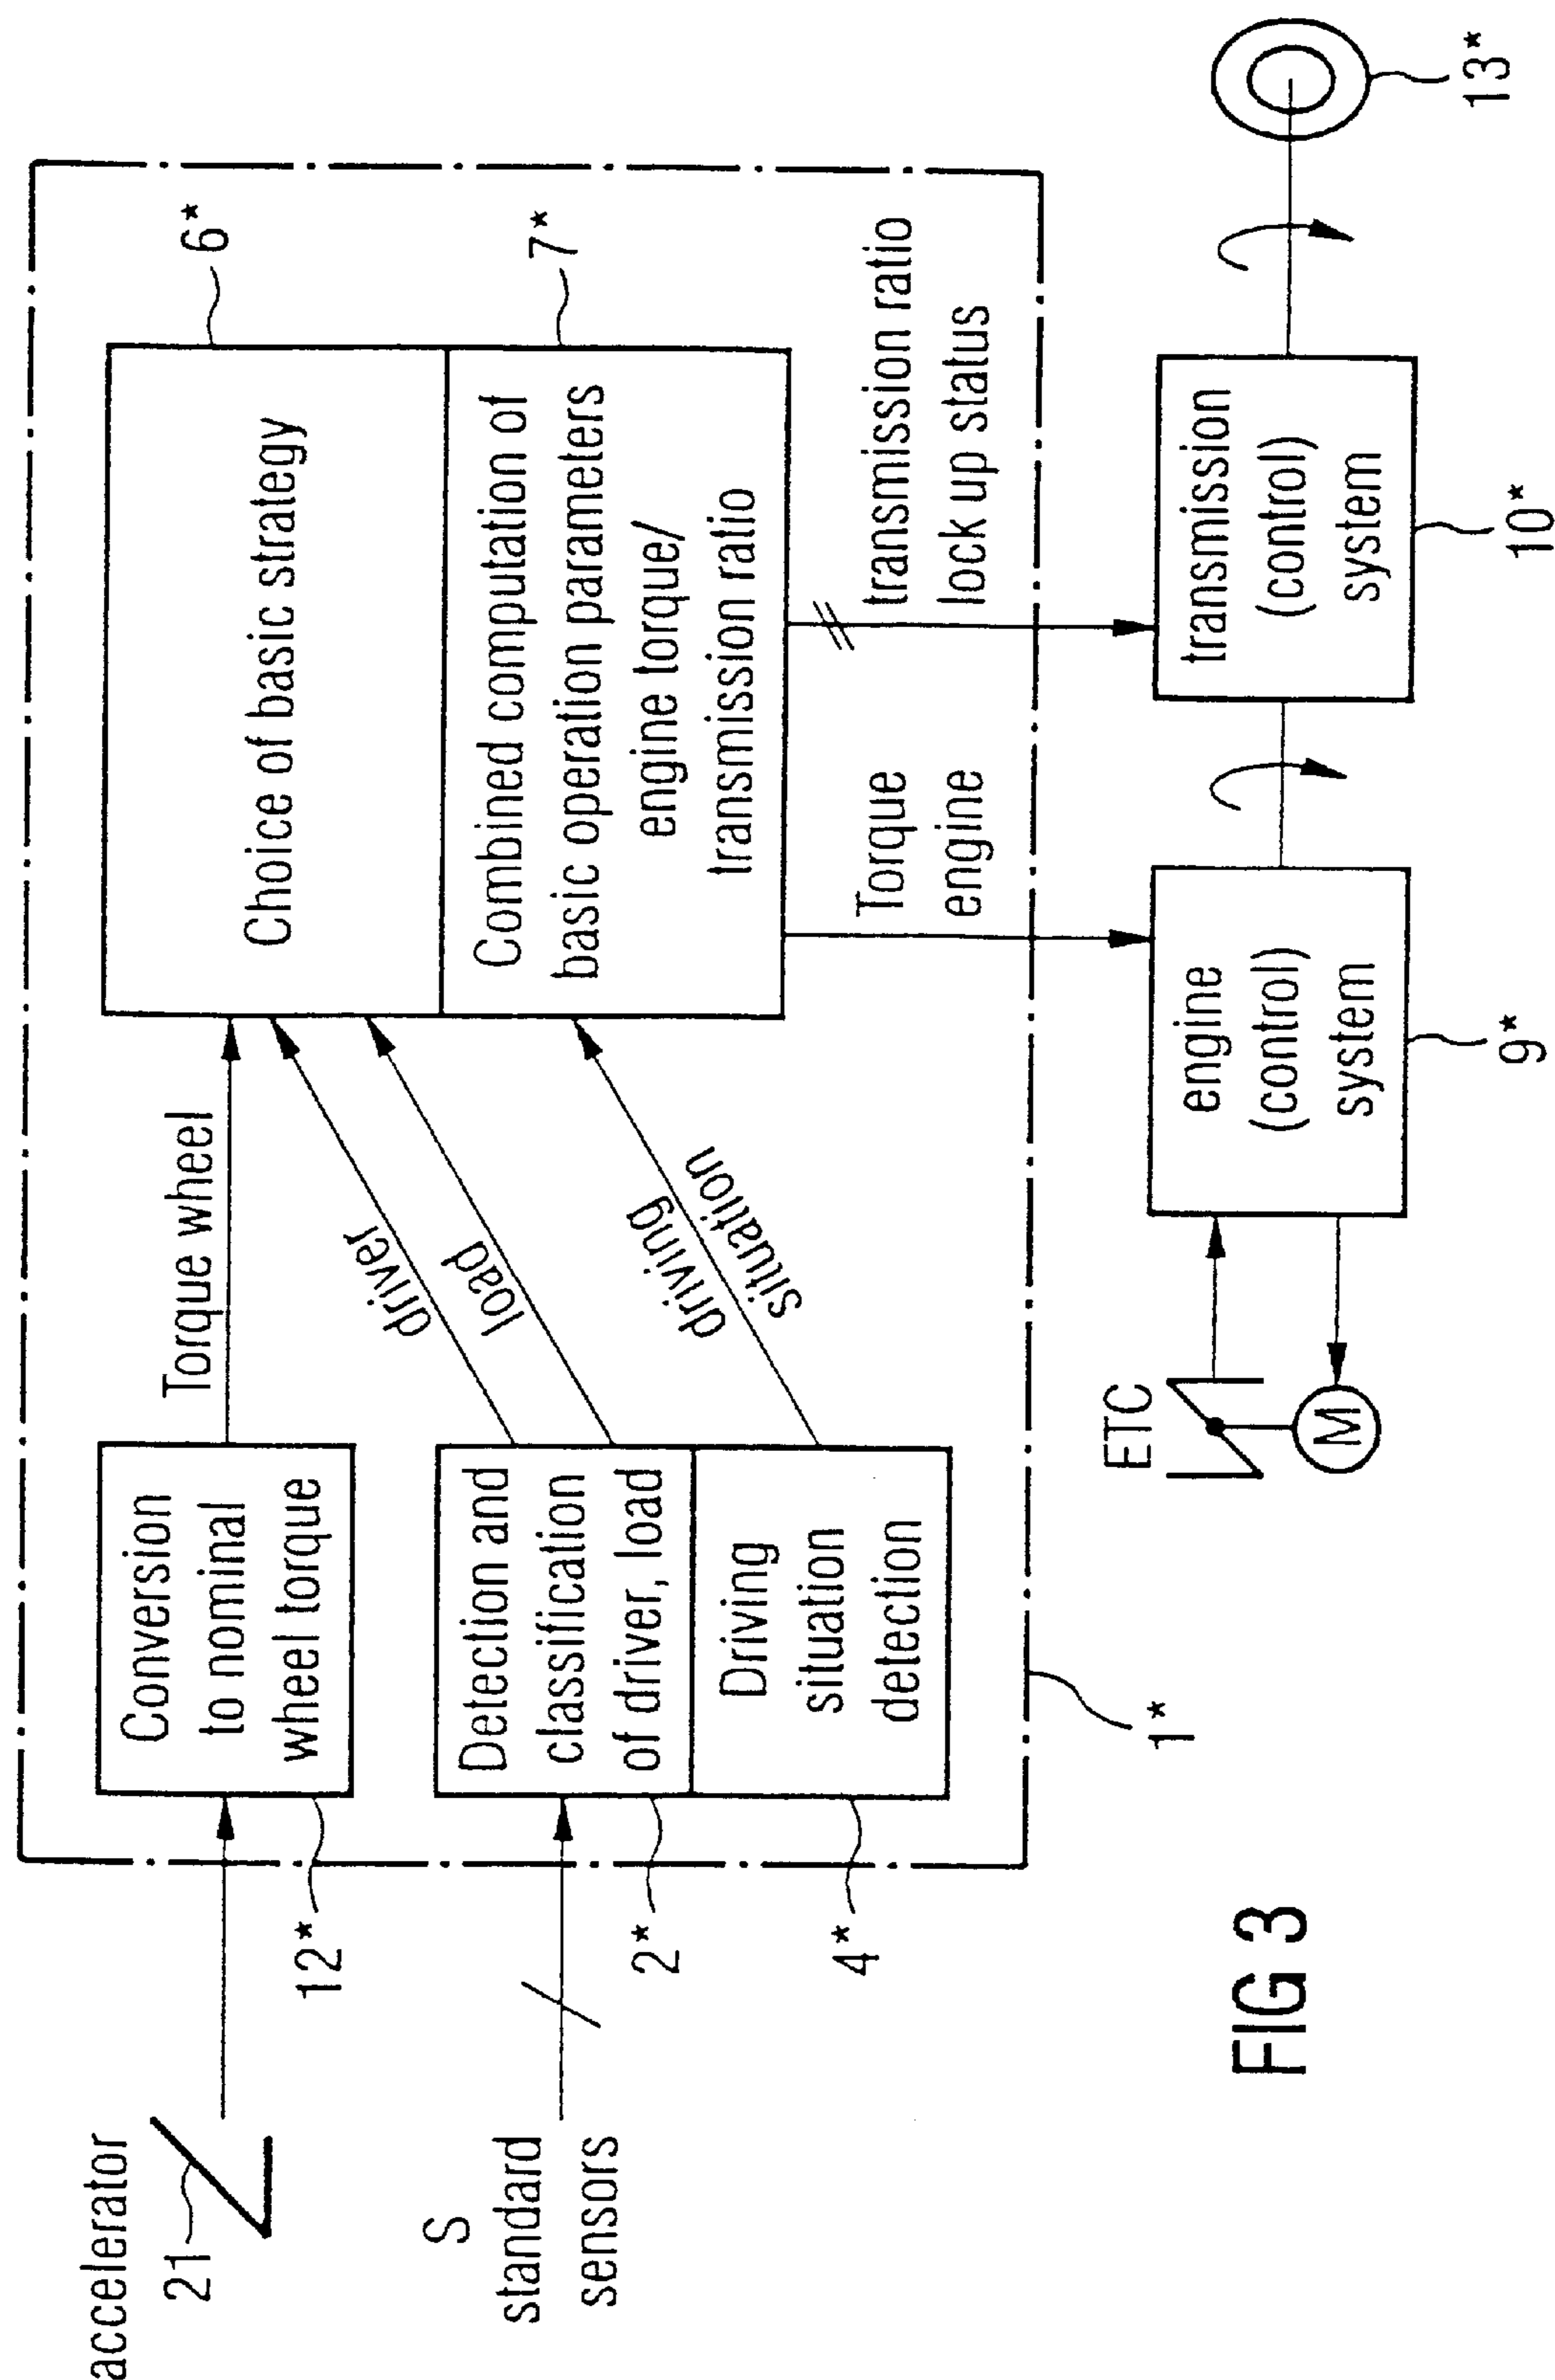 accelerator
21
S
standard
sensors
12*
2*
4*
Conversion
to nominal
wheel torque
Detection and
classification
of driver, load
Driving
situation
detection
1*
Torque wheel
driver
load
driving
situation
6*
7*
Choice of basic strategy
Combined computation of
basic operation parameters
engine torque/
transmission ratio
Torque
engine
transmission ratio
lock up status
ETC
M
engine
(control)
system
9*
transmission
(control)
system
10*
13*
FIG 3